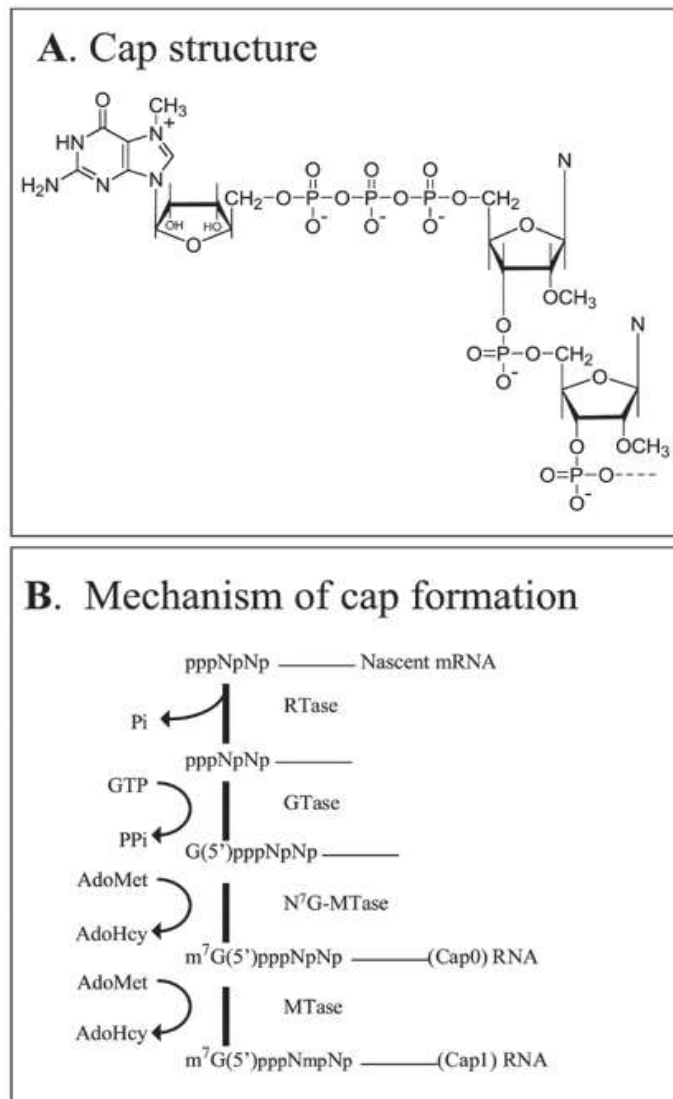 A. Cap structure
O
CH₃
HN
N
+
H₂N
N
N
O
OH
HO
CH₂
O
O
O
O–P–O–P–O–P–O–CH₂
O⁻
O⁻
O⁻
N
O
O
OCH₃
O=P–O–CH₂
O⁻
N
O
O
OCH₃
O=P–O----
O⁻
B. Mechanism of cap formation
pppNpNp ——— Nascent mRNA
RTase
Pi
pppNpNp ———
GTP
GTase
PPi
G(5’)pppNpNp ———
AdoMet
N⁷G-MTase
AdoHcy
m⁷G(5’)pppNpNp ———(Cap0) RNA
AdoMet
MTase
AdoHcy
m⁷G(5’)pppNmpNp ———(Cap1) RNA